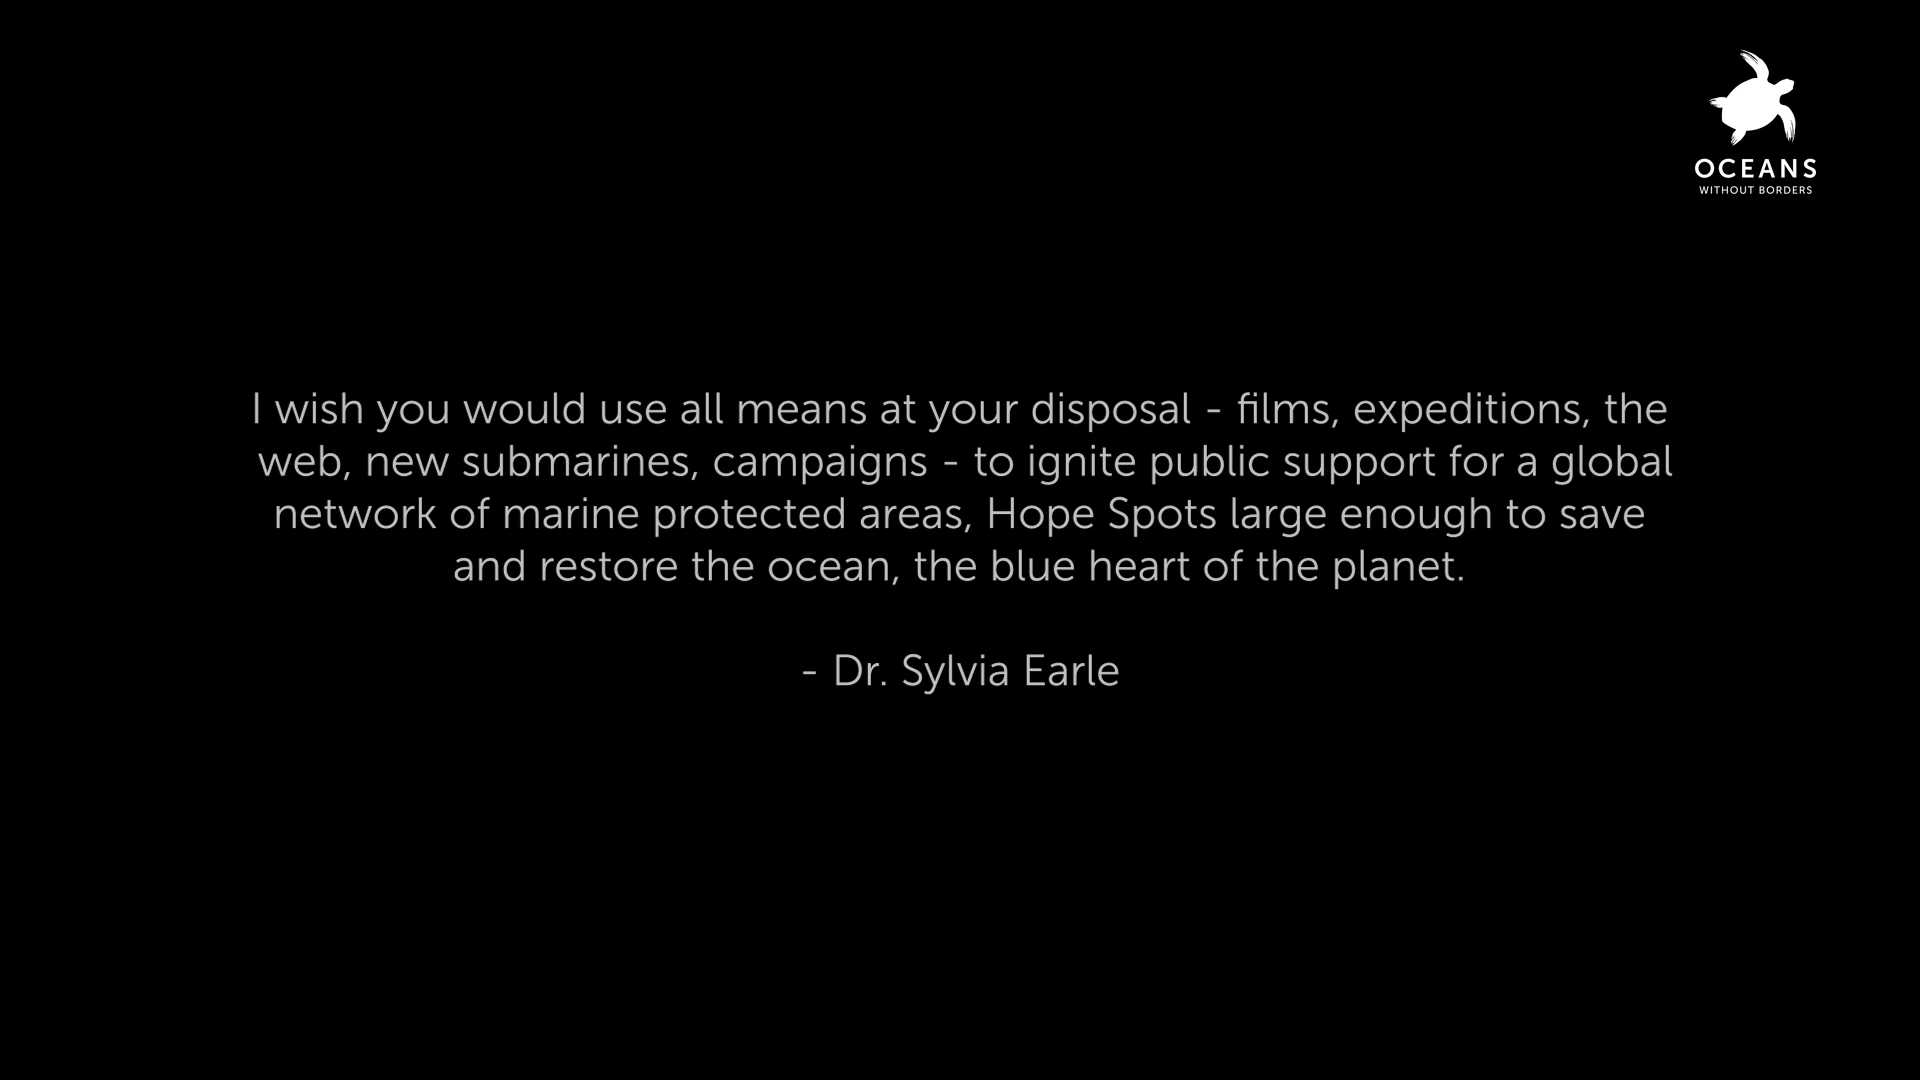 OCEANS
WITHOUT BORDERS
I wish you would use all means at your disposal - films, expeditions, the
web, new submarines, campaigns - to ignite public support for a global
network of marine protected areas, Hope Spots large enough to save
and restore the ocean, the blue heart of the planet.
- Dr. Sylvia Earle